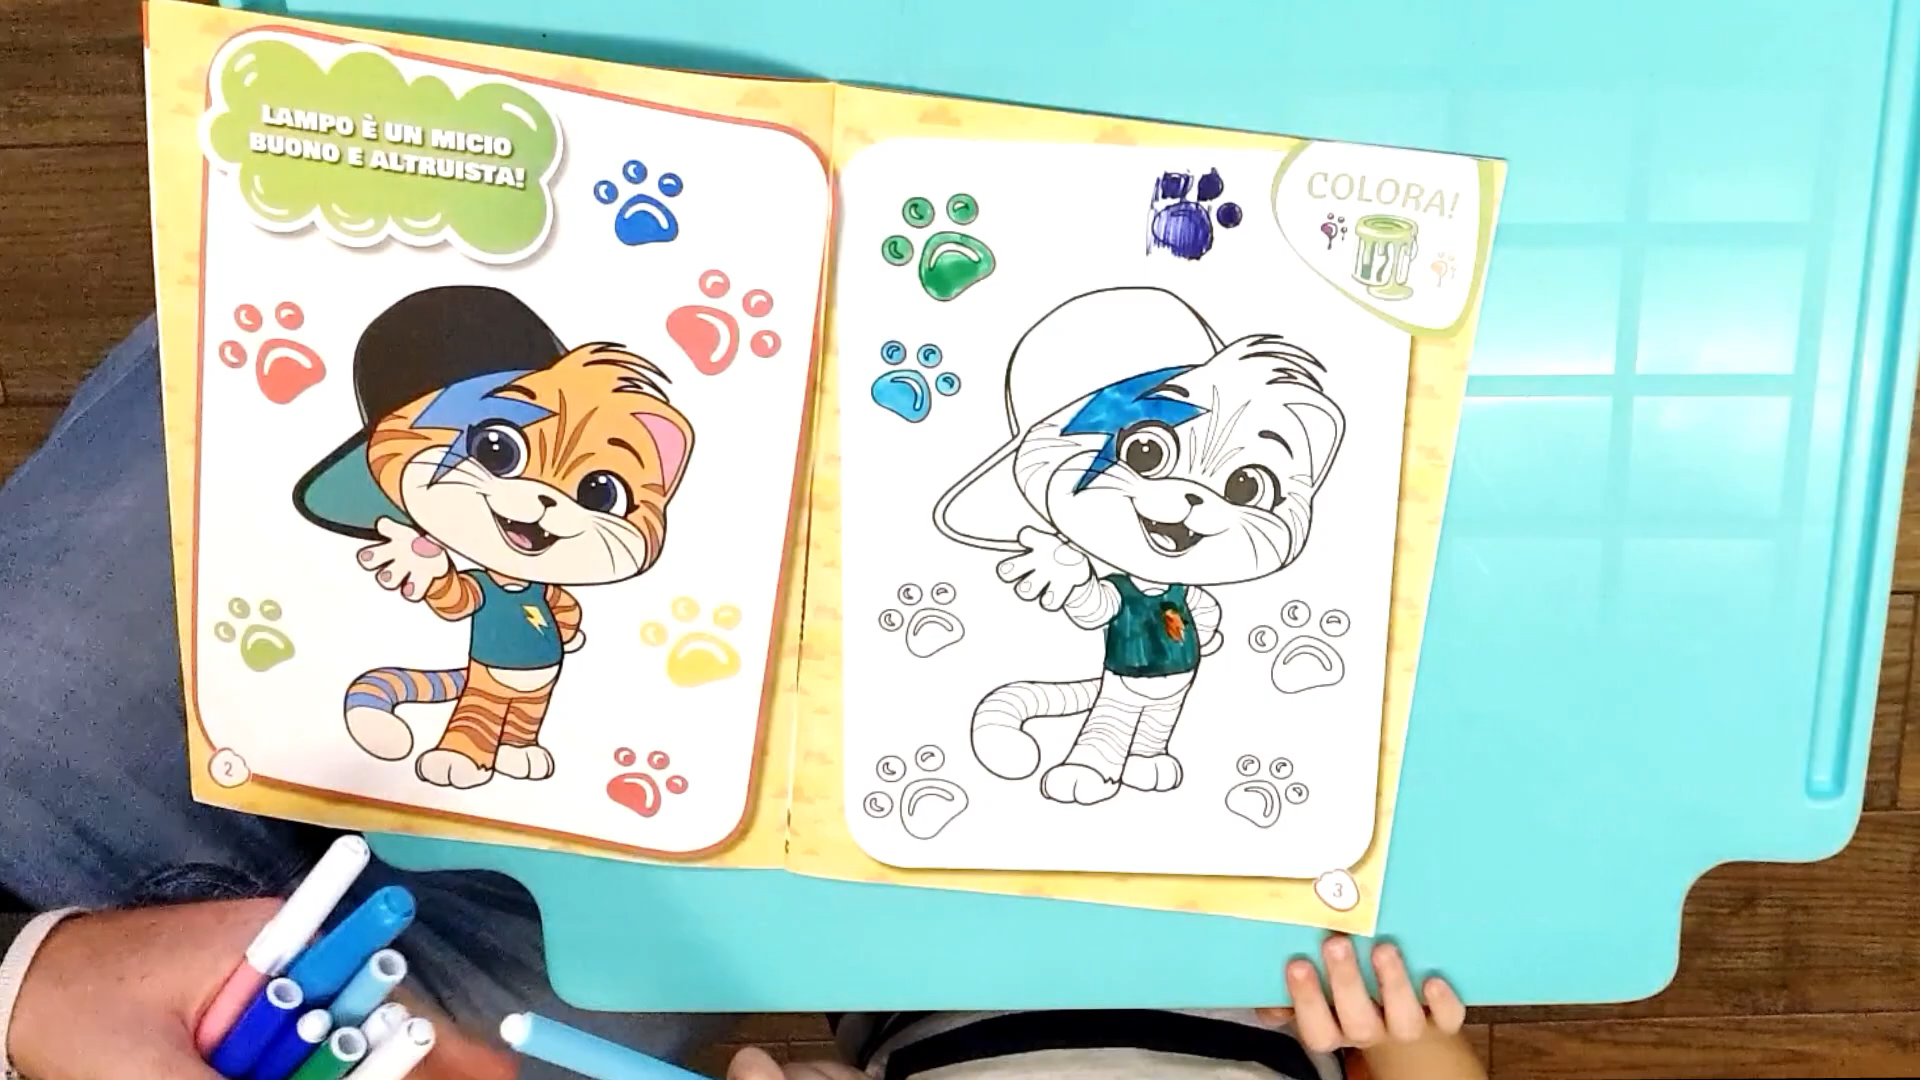 LAMPO È UN MICIO
BUONO E ALTRUISTA!
COLORA!
2
3